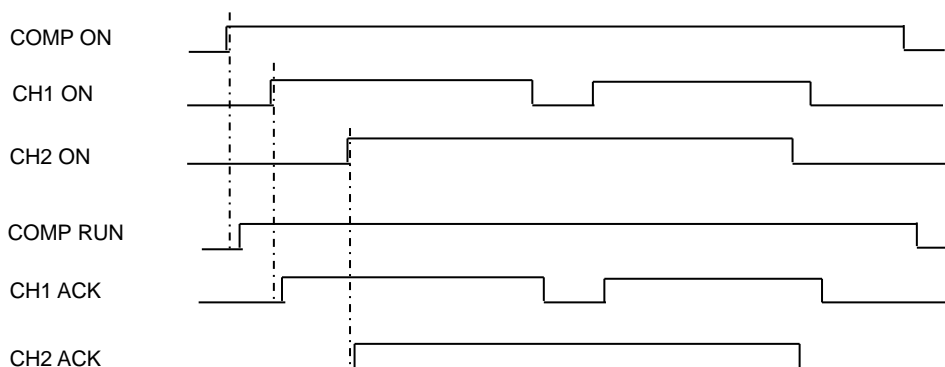 COMP ON
CH1 ON
CH2 ON
COMP RUN
CH1 ACK
CH2 ACK